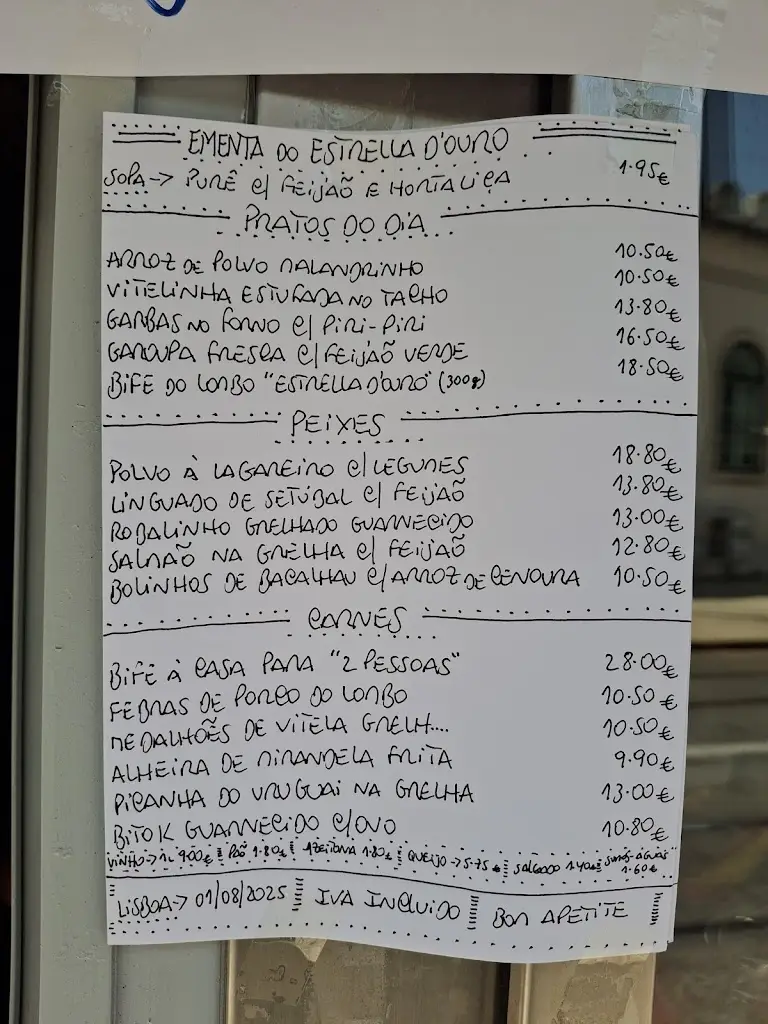 EMENTA DO ESTRELLA D'OURO
SOPA-> PURÊ C/ FEIJÃO E HORTALIÇA 1.95€
PRATOS DO DIA
ARROZ DE POLVO MALANDRINHO 10.50€
VITELINHA ESTUFADA NO TACHO 10.50€
GAMBAS NO FORNO C/ PIRI-PIRI 13.80€
GAROUPA FRESCA C/ FEIJÃO VERDE 16.50€
BIFE DO LOMBO "ESTRELLA D'OURO" (300g) 18.50€
PEIXES
POLVO À LAGAREIRO C/ LEGUMES 18.80€
LINGUADO DE SETÚBAL C/ FEIJÃO 13.80€
ROBALINHO GRELHADO GUARNECIDO 13.00€
SALMÃO NA GRELHA C/ FEIJÃO 12.80€
BOLINHOS DE BACALHAU C/ ARROZ DE CENOURA 10.50€
CARNES
BIFE À CASA PARA "2 PESSOAS" 28.00€
FEBRAS DE PORCO DO LOMBO 10.50€
MEDALHÕES DE VITELA GRELH.... 10.50€
ALHEIRA DE MIRANDELA FRITA 9.90€
PICANHA DO URUGUAI NA GRELHA 13.00€
BITOK GUARNECIDO C/ OVO 10.80€
VINHO->1L 9.00€ PÃO 1.80€ AZEITONA 1.80€ QUEIJO->5.75€ SALGADO 1.40€ SUMOS-ÁGUAS 1.60€
LISBOA-> 01/08/2025 IVA INCLUIDO BOM APETITE